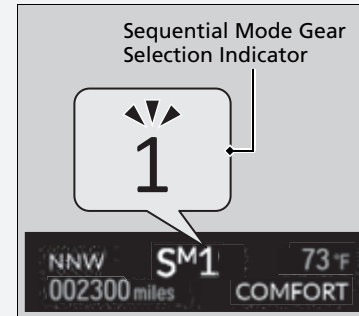 Sequential Mode Gear
Selection Indicator
1
NNW SM1 73 °F
002300 miles COMFORT